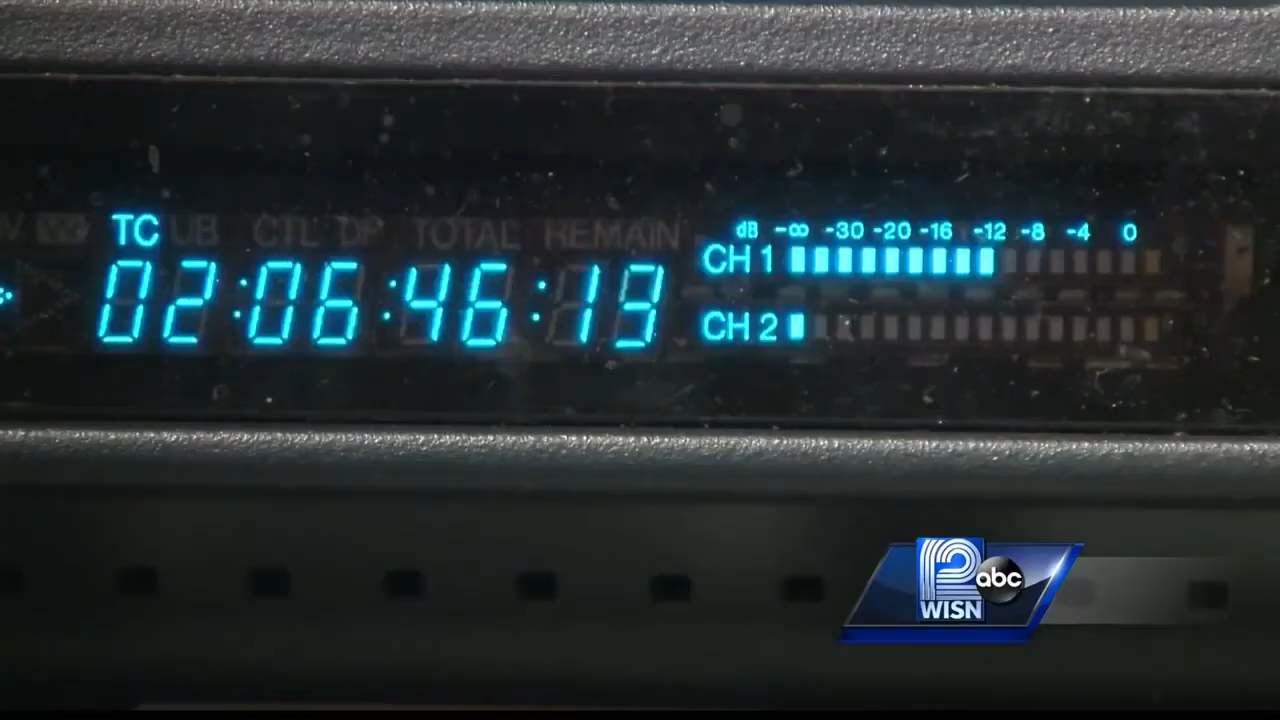 TC UB CTL DP TOTAL REMAIN
dB -∞ -30 -20 -16 -12 -8 -4 0
02:06:46:19
CH 1
CH 2
12
abc
WISN